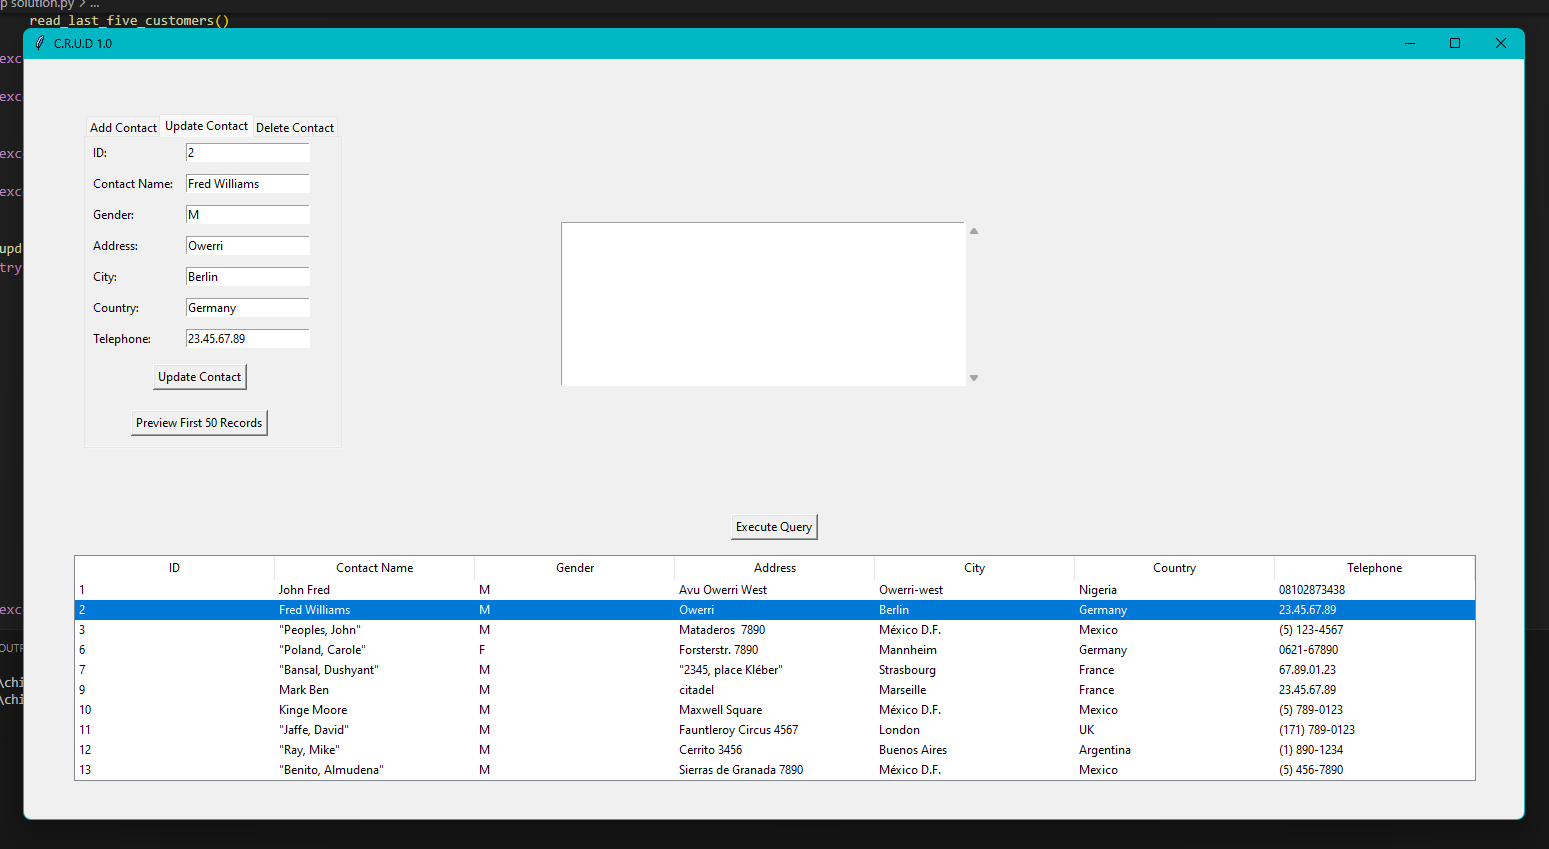 p solution.py > ...
read_last_five_customers()
C.R.U.D 1.0
exc
exc
exc
exc
upd
try
exc
OUTF
\chi
\chi
Add Contact Update Contact Delete Contact
ID: 2
Contact Name: Fred Williams
Gender: M
Address: Owerri
City: Berlin
Country: Germany
Telephone: 23.45.67.89
Update Contact
Preview First 50 Records
Execute Query
ID Contact Name Gender Address City Country Telephone
1 John Fred M Avu Owerri West Owerri-west Nigeria 08102873438
2 Fred Williams M Owerri Berlin Germany 23.45.67.89
3 "Peoples, John" M Mataderos  7890 México D.F. Mexico (5) 123-4567
6 "Poland, Carole" F Forsterstr. 7890 Mannheim Germany 0621-67890
7 "Bansal, Dushyant" M "2345, place Kléber" Strasbourg France 67.89.01.23
9 Mark Ben M citadel Marseille France 23.45.67.89
10 Kinge Moore M Maxwell Square México D.F. Mexico (5) 789-0123
11 "Jaffe, David" M Fauntleroy Circus 4567 London UK (171) 789-0123
12 "Ray, Mike" M Cerrito 3456 Buenos Aires Argentina (1) 890-1234
13 "Benito, Almudena" M Sierras de Granada 7890 México D.F. Mexico (5) 456-7890